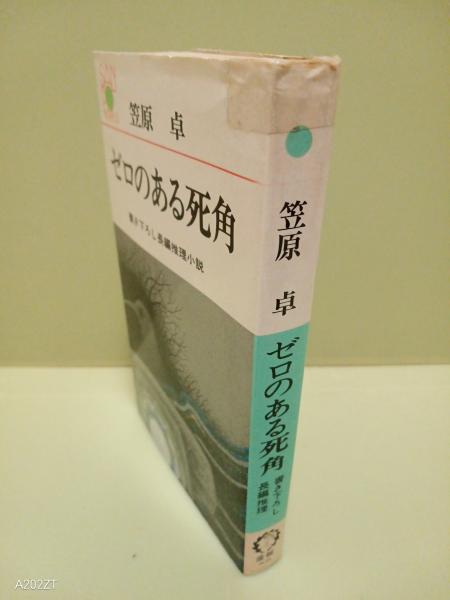 SAN
笠原 卓
ゼロのある死角
書き下ろし長編推理小説
笠原 卓
ゼロのある死角
書き下ろし
長編推理
A202ZT